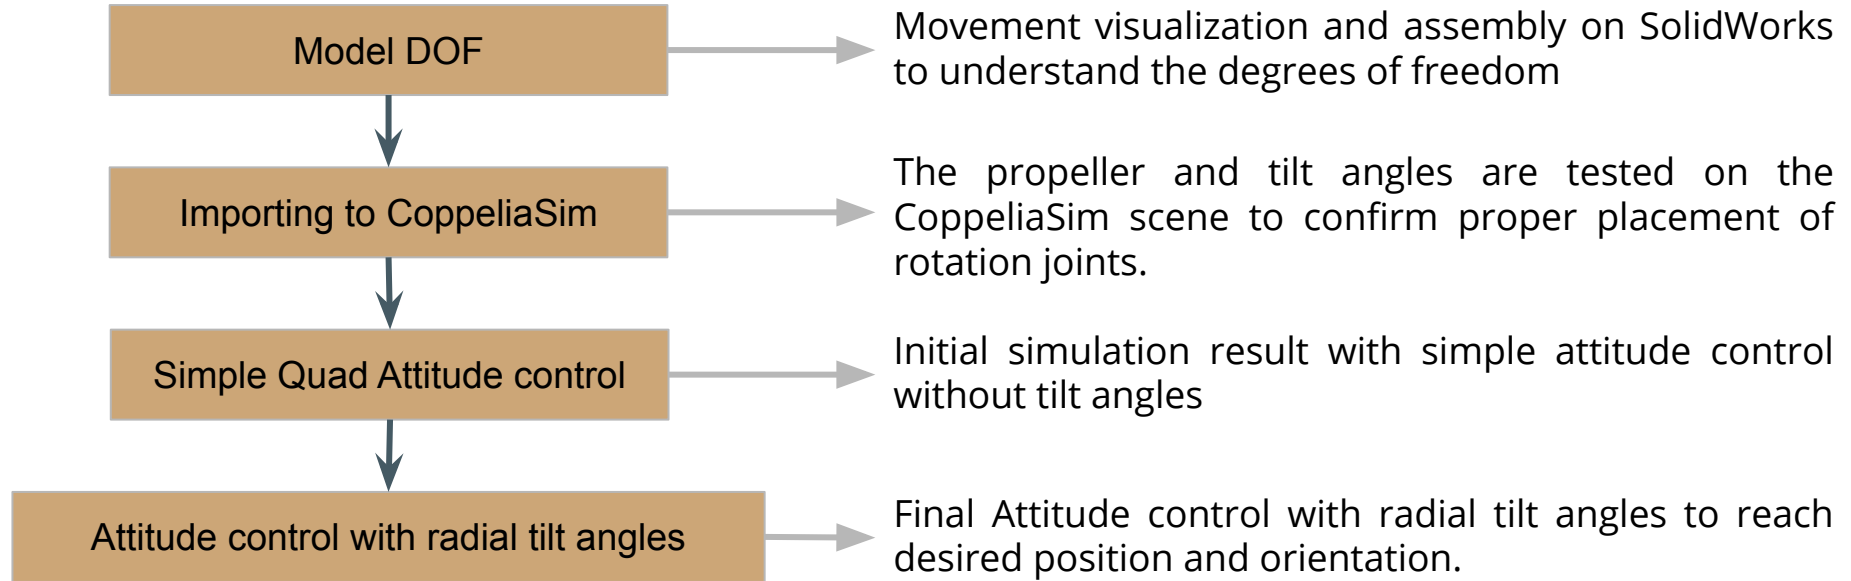 Model DOF
Movement visualization and assembly on SolidWorks
to understand the degrees of freedom
Importing to CoppeliaSim
The propeller and tilt angles are tested on the
CoppeliaSim scene to confirm proper placement of
rotation joints.
Simple Quad Attitude control
Initial simulation result with simple attitude control
without tilt angles
Attitude control with radial tilt angles
Final Attitude control with radial tilt angles to reach
desired position and orientation.